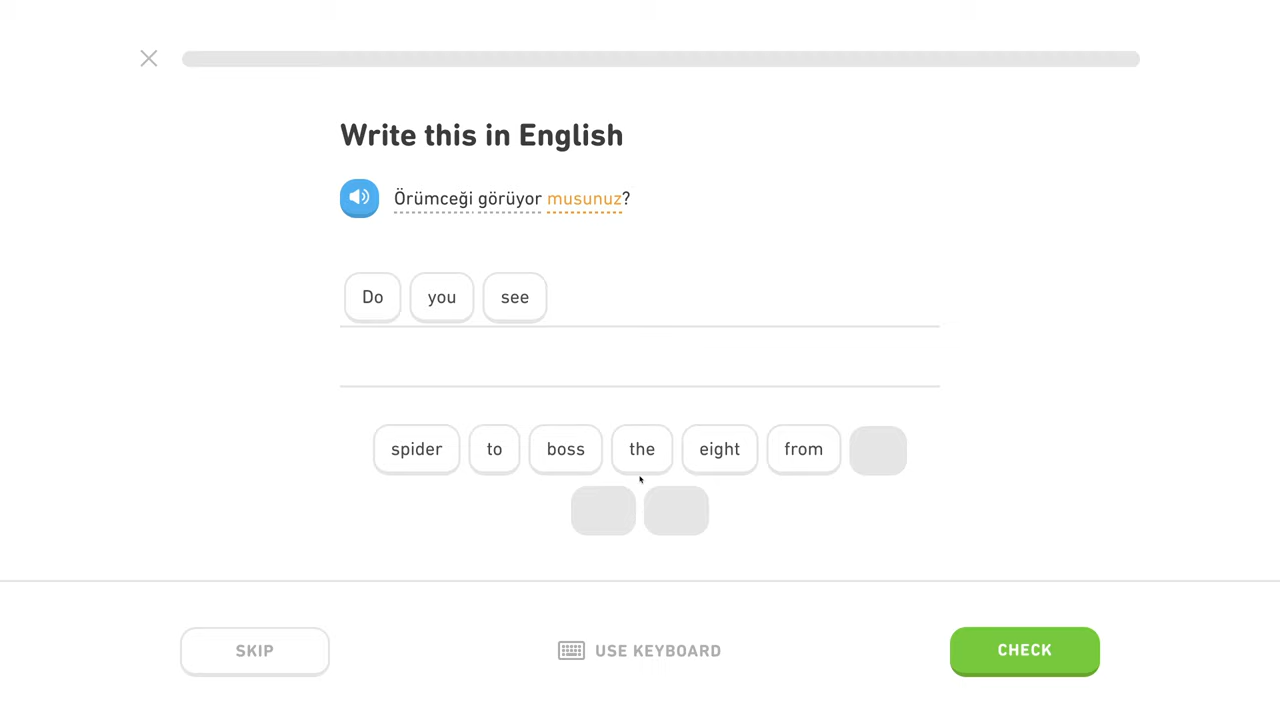 Write this in English
Örümceği görüyor musunuz?
Do you see
spider to boss the eight from
SKIP USE KEYBOARD CHECK